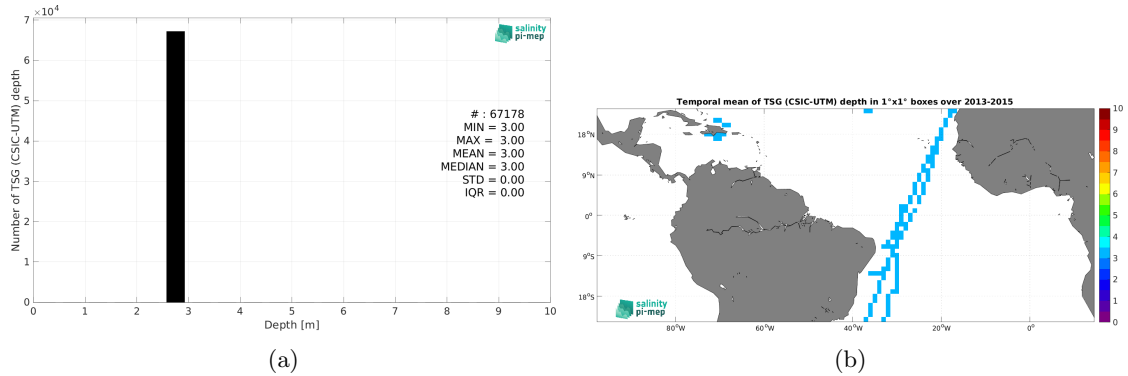 ×10⁴
7
6
5
4
3
2
1
0
Number of TSG (CSIC-UTM) depth
salinity
pi-mep
# : 67178
MIN = 3.00
MAX = 3.00
MEAN = 3.00
MEDIAN = 3.00
STD = 0.00
IQR = 0.00
0 1 2 3 4 5 6 7 8 9 10
Depth [m]
(a)
Temporal mean of TSG (CSIC-UTM) depth in 1°x1° boxes over 2013-2015
18°N
9°N
0°
9°S
18°S
salinity
pi-mep
80°W 60°W 40°W 20°W 0°
10
9
8
7
6
5
4
3
2
1
0
(b)